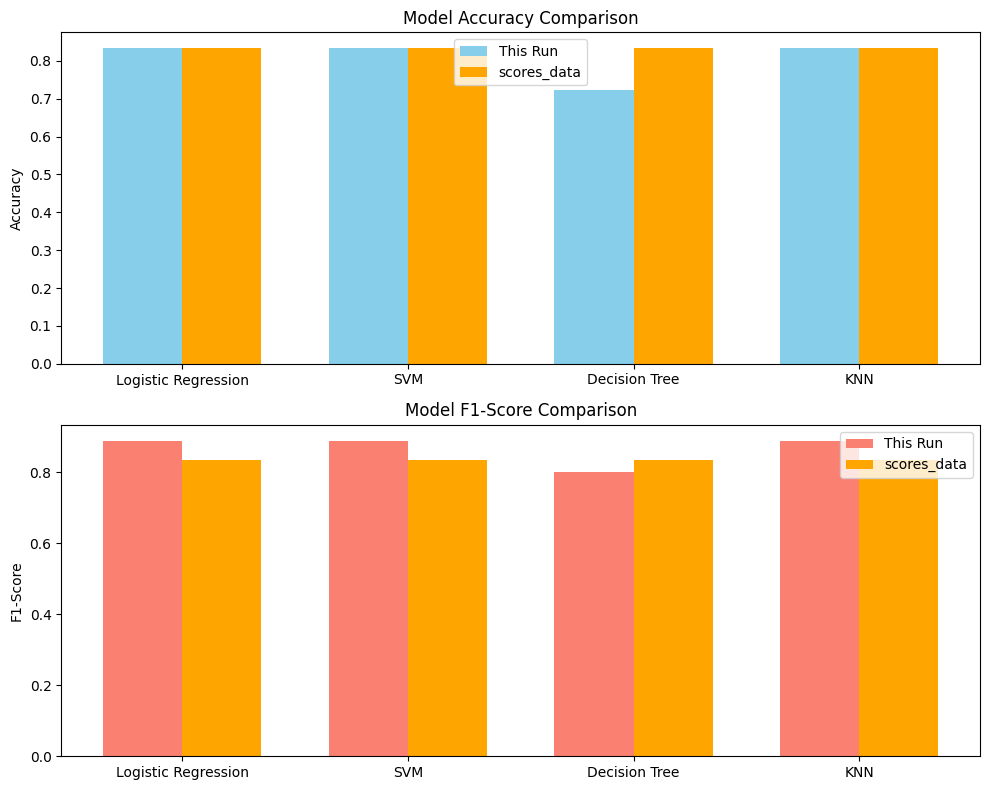 Model Accuracy Comparison
This Run
scores_data
Accuracy
0.8
0.7
0.6
0.5
0.4
0.3
0.2
0.1
0.0
Logistic Regression
SVM
Decision Tree
KNN
Model F1-Score Comparison
This Run
scores_data
F1-Score
0.8
0.6
0.4
0.2
0.0
Logistic Regression
SVM
Decision Tree
KNN